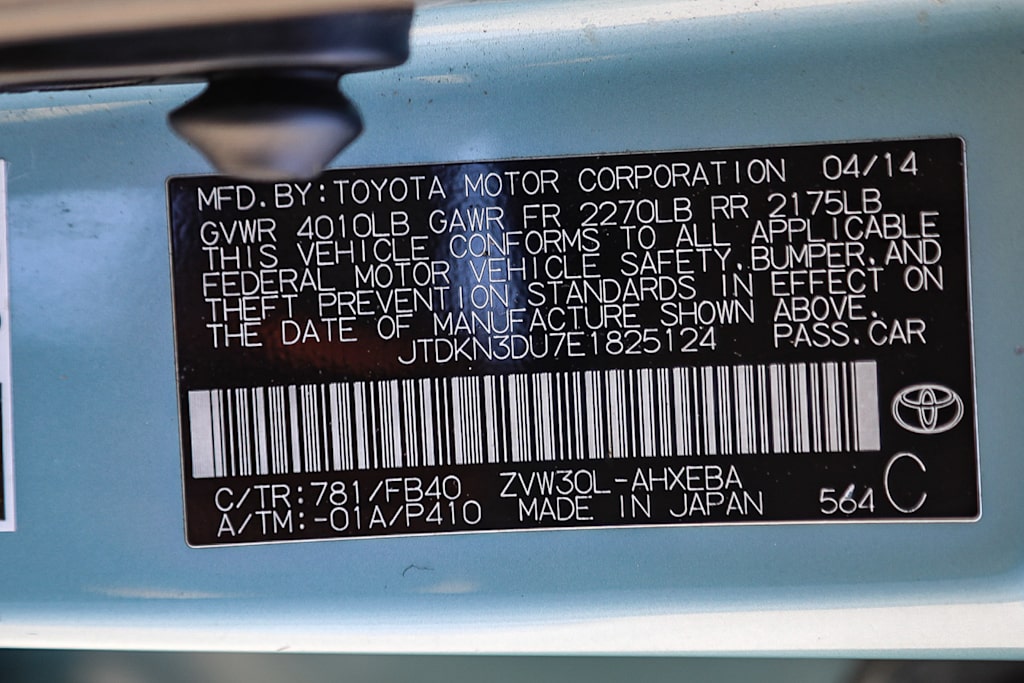 MFD. BY: TOYOTA MOTOR CORPORATION 04/14
GVWR 4010LB GAWR FR 2270LB RR 2175LB
THIS VEHICLE CONFORMS TO ALL APPLICABLE
FEDERAL MOTOR VEHICLE SAFETY, BUMPER, AND
THEFT PREVENTION STANDARDS IN EFFECT ON
THE DATE OF MANUFACTURE SHOWN ABOVE.
JTDKN3DU7E1825124 PASS. CAR
C/TR: 781/FB40 ZVW30L-AHXEBA
A/TM: -01A/P410 MADE IN JAPAN 564 C